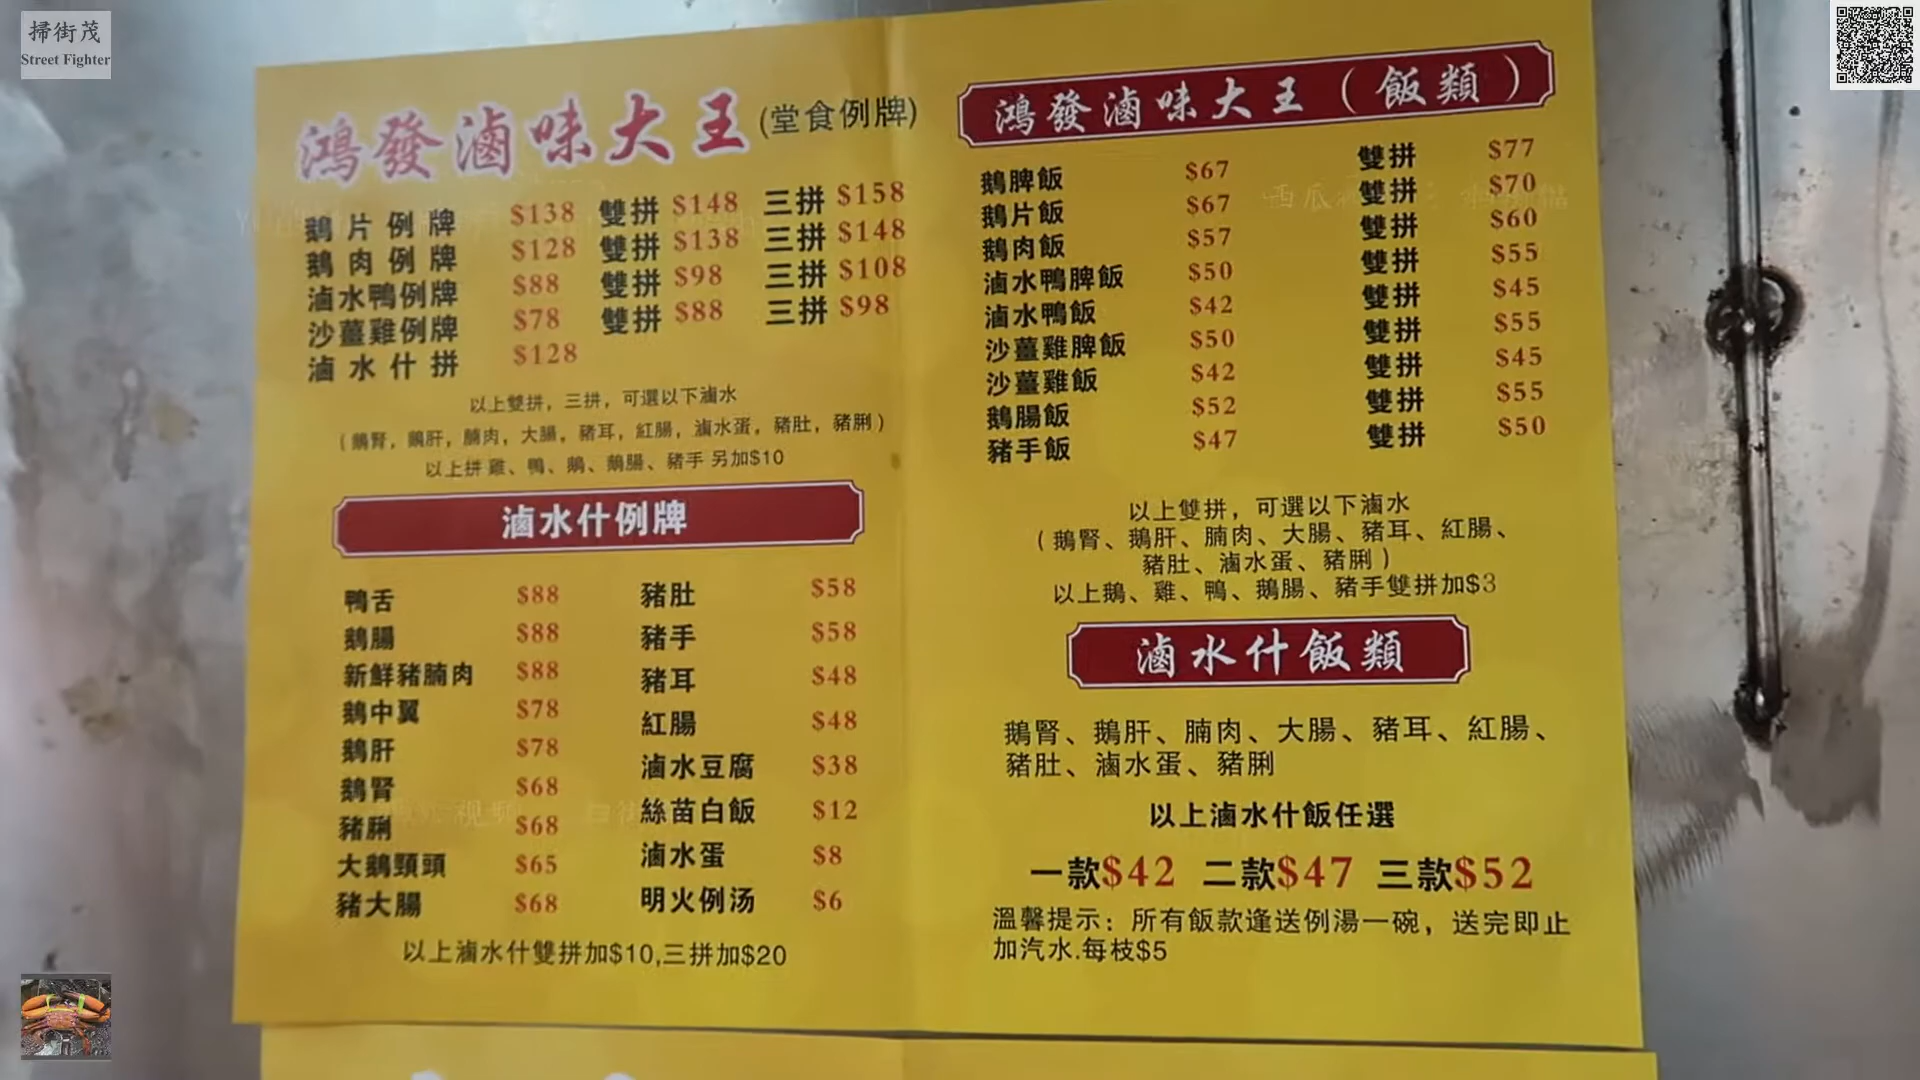 掃街茂
Street Fighter
鴻發滷味大王(堂食例牌)
鵝片例牌 $138 雙拼 $148 三拼 $158
鵝肉例牌 $128 雙拼 $138 三拼 $148
滷水鴨例牌 $88 雙拼 $98 三拼 $108
沙薑雞例牌 $78 雙拼 $88 三拼 $98
滷水什拼 $128
以上雙拼，三拼，可選以下滷水
(鵝腎，鵝肝，腩肉，大腸，豬耳，紅腸，滷水蛋，豬肚，豬脷)
以上拼 雞、鴨、鵝、鵝腸、豬手 另加$10
滷水什例牌
鴨舌 $88 豬肚 $58
鵝腸 $88 豬手 $58
新鮮豬腩肉 $88 豬耳 $48
鵝中翼 $78 紅腸 $48
鵝肝 $78 滷水豆腐 $38
鵝腎 $68 絲苗白飯 $12
豬脷 $68 滷水蛋 $8
大鵝頸頭 $65 明火例汤 $6
豬大腸 $68
以上滷水什雙拼加$10,三拼加$20
鴻發滷味大王(飯類)
鵝脾飯 $67 雙拼 $77
鵝片飯 $67 雙拼 $70
鵝肉飯 $57 雙拼 $60
滷水鴨脾飯 $50 雙拼 $55
滷水鴨飯 $42 雙拼 $45
沙薑雞脾飯 $50 雙拼 $55
沙薑雞飯 $42 雙拼 $45
鵝腸飯 $52 雙拼 $55
豬手飯 $47 雙拼 $50
以上雙拼，可選以下滷水
(鵝腎、鵝肝、腩肉、大腸、豬耳、紅腸、
豬肚、滷水蛋、豬脷)
以上鵝、雞、鴨、鵝腸、豬手雙拼加$3
滷水什飯類
鵝腎、鵝肝、腩肉、大腸、豬耳、紅腸、
豬肚、滷水蛋、豬脷
以上滷水什飯任選
一款$42 二款$47 三款$52
溫馨提示：所有飯款逢送例湯一碗，送完即止
加汽水.每枝$5